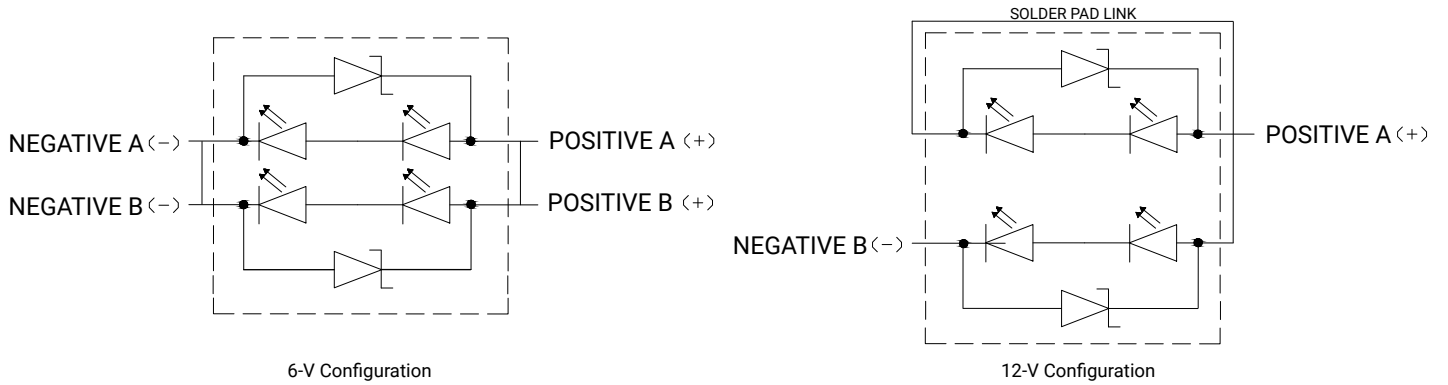 NEGATIVE A (−)
POSITIVE A (+)
NEGATIVE B (−)
POSITIVE B (+)
6-V Configuration
SOLDER PAD LINK
POSITIVE A (+)
NEGATIVE B (−)
12-V Configuration